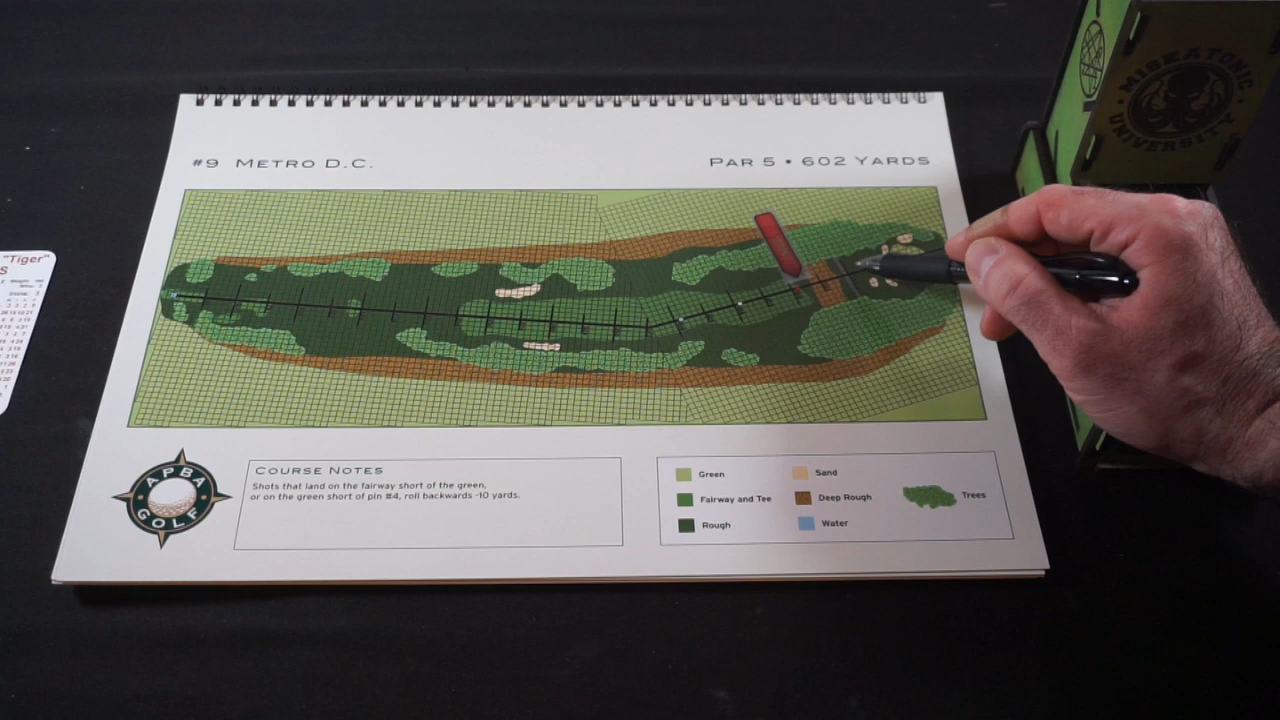 #9 METRO D.C.
PAR 5 • 602 YARDS
"Tiger"
S
MISKATONIC
UNIVERSITY
COURSE NOTES
Shots that land on the fairway short of the green,
or on the green short of pin #4, roll backwards -10 yards.
APBA
GOLF
Green
Fairway and Tee
Rough
Sand
Deep Rough
Water
Trees